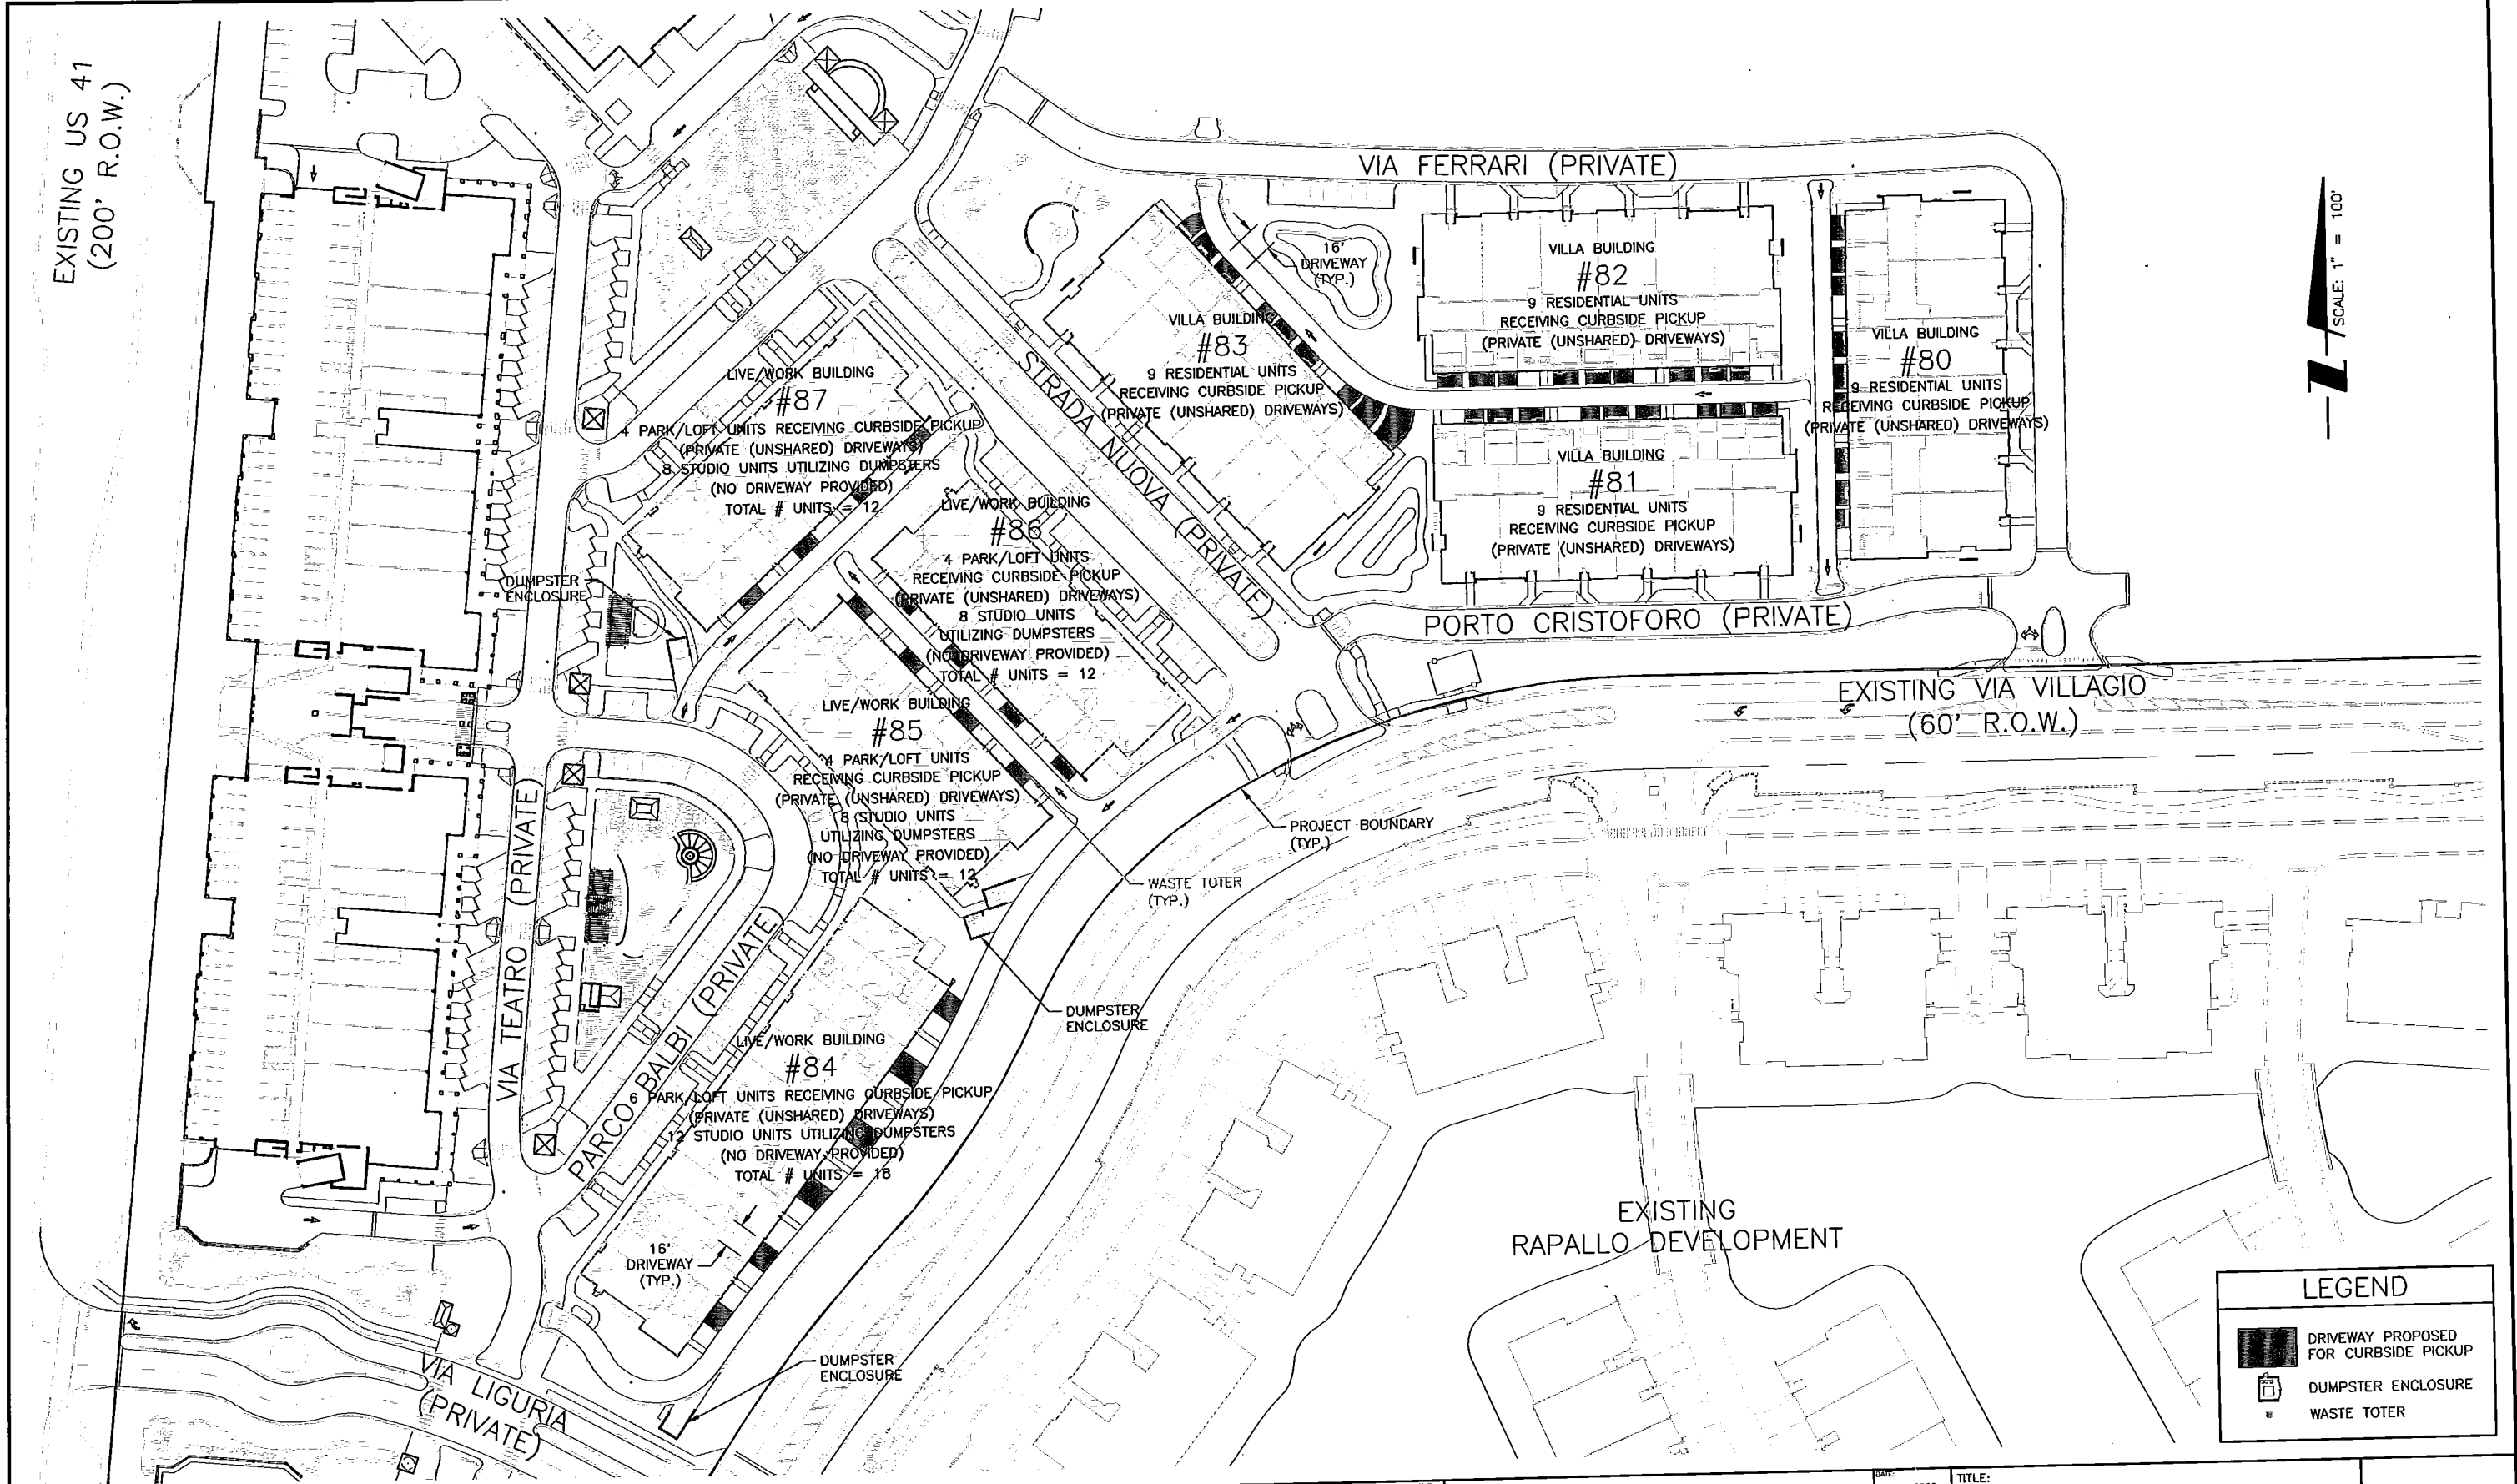 EXISTING US 41
(200' R.O.W.)
VIA FERRARI (PRIVATE)
SCALE: 1" = 100'
16'
DRIVEWAY
(TYP.)
VILLA BUILDING
#82
9 RESIDENTIAL UNITS
RECEIVING CURBSIDE PICKUP
(PRIVATE (UNSHARED) DRIVEWAYS)
VILLA BUILDING
#83
9 RESIDENTIAL UNITS
RECEIVING CURBSIDE PICKUP
(PRIVATE (UNSHARED) DRIVEWAYS)
VILLA BUILDING
#80
9 RESIDENTIAL UNITS
RECEIVING CURBSIDE PICKUP
(PRIVATE (UNSHARED) DRIVEWAYS)
STRADA NUOVA (PRIVATE)
LIVE/WORK BUILDING
#87
4 PARK/LOFT UNITS RECEIVING CURBSIDE PICKUP
(PRIVATE (UNSHARED) DRIVEWAYS)
8 STUDIO UNITS UTILIZING DUMPSTERS
(NO DRIVEWAY PROVIDED)
TOTAL # UNITS = 12
VILLA BUILDING
#81
9 RESIDENTIAL UNITS
RECEIVING CURBSIDE PICKUP
(PRIVATE (UNSHARED) DRIVEWAYS)
LIVE/WORK BUILDING
#86
4 PARK/LOFT UNITS
RECEIVING CURBSIDE PICKUP
(PRIVATE (UNSHARED) DRIVEWAYS)
8 STUDIO UNITS
UTILIZING DUMPSTERS
(NO DRIVEWAY PROVIDED)
TOTAL # UNITS = 12
DUMPSTER
ENCLOSURE
PORTO CRISTOFORO (PRIVATE)
EXISTING VIA VILLAGIO
(60' R.O.W.)
LIVE/WORK BUILDING
#85
4 PARK/LOFT UNITS
RECEIVING CURBSIDE PICKUP
(PRIVATE (UNSHARED) DRIVEWAYS)
8 STUDIO UNITS
UTILIZING DUMPSTERS
(NO DRIVEWAY PROVIDED)
TOTAL # UNITS = 12
PROJECT BOUNDARY
(TYP.)
WASTE TOTER
(TYP.)
VIA TEATRO (PRIVATE)
PARCO BALBI (PRIVATE)
DUMPSTER
ENCLOSURE
LIVE/WORK BUILDING
#84
6 PARK/LOFT UNITS RECEIVING CURBSIDE PICKUP
(PRIVATE (UNSHARED) DRIVEWAYS)
12 STUDIO UNITS UTILIZING DUMPSTERS
(NO DRIVEWAY PROVIDED)
TOTAL # UNITS = 18
16'
DRIVEWAY
(TYP.)
EXISTING
RAPALLO DEVELOPMENT
DUMPSTER
ENCLOSURE
VIA LIGURIA
(PRIVATE)
LEGEND
DRIVEWAY PROPOSED
FOR CURBSIDE PICKUP
DUMPSTER ENCLOSURE
WASTE TOTER
DATE:
TITLE: